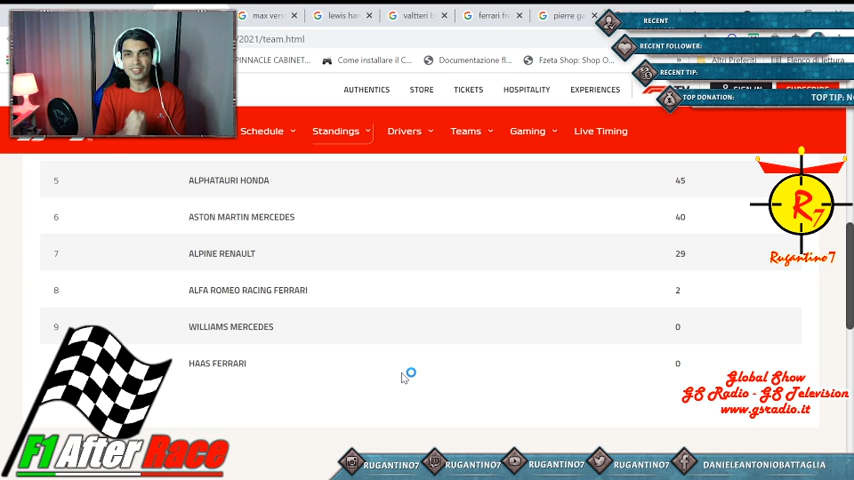 max vers
lewis ha
valtteri b
ferrari fr
pierre ga
RECENT
/2021/team.html
RECENT FOLLOWER:
PINNACLE CABINET...
Come installare il C...
Documentazione fl...
Fzeta Shop: Shop O...
Altri Preferiti
Elenco di lettura
RECENT TIP:
AUTHENTICS
STORE
TICKETS
HOSPITALITY
EXPERIENCES
SIGN IN
SUBSCRIBE
TOP DONATION:
TOP TIP: N
Schedule
Standings
Drivers
Teams
Gaming
Live Timing
5 ALPHATAURI HONDA 45
6 ASTON MARTIN MERCEDES 40
7 ALPINE RENAULT 29
8 ALFA ROMEO RACING FERRARI 2
9 WILLIAMS MERCEDES 0
HAAS FERRARI 0
R7
Rugantino7
Global Show
GS Radio - GS Television
www.gsradio.it
F1 After Race
RUGANTINO7
RUGANTINO7
RUGANTINO7
RUGANTINO7
DANIELEANTONIOBATTAGLIA